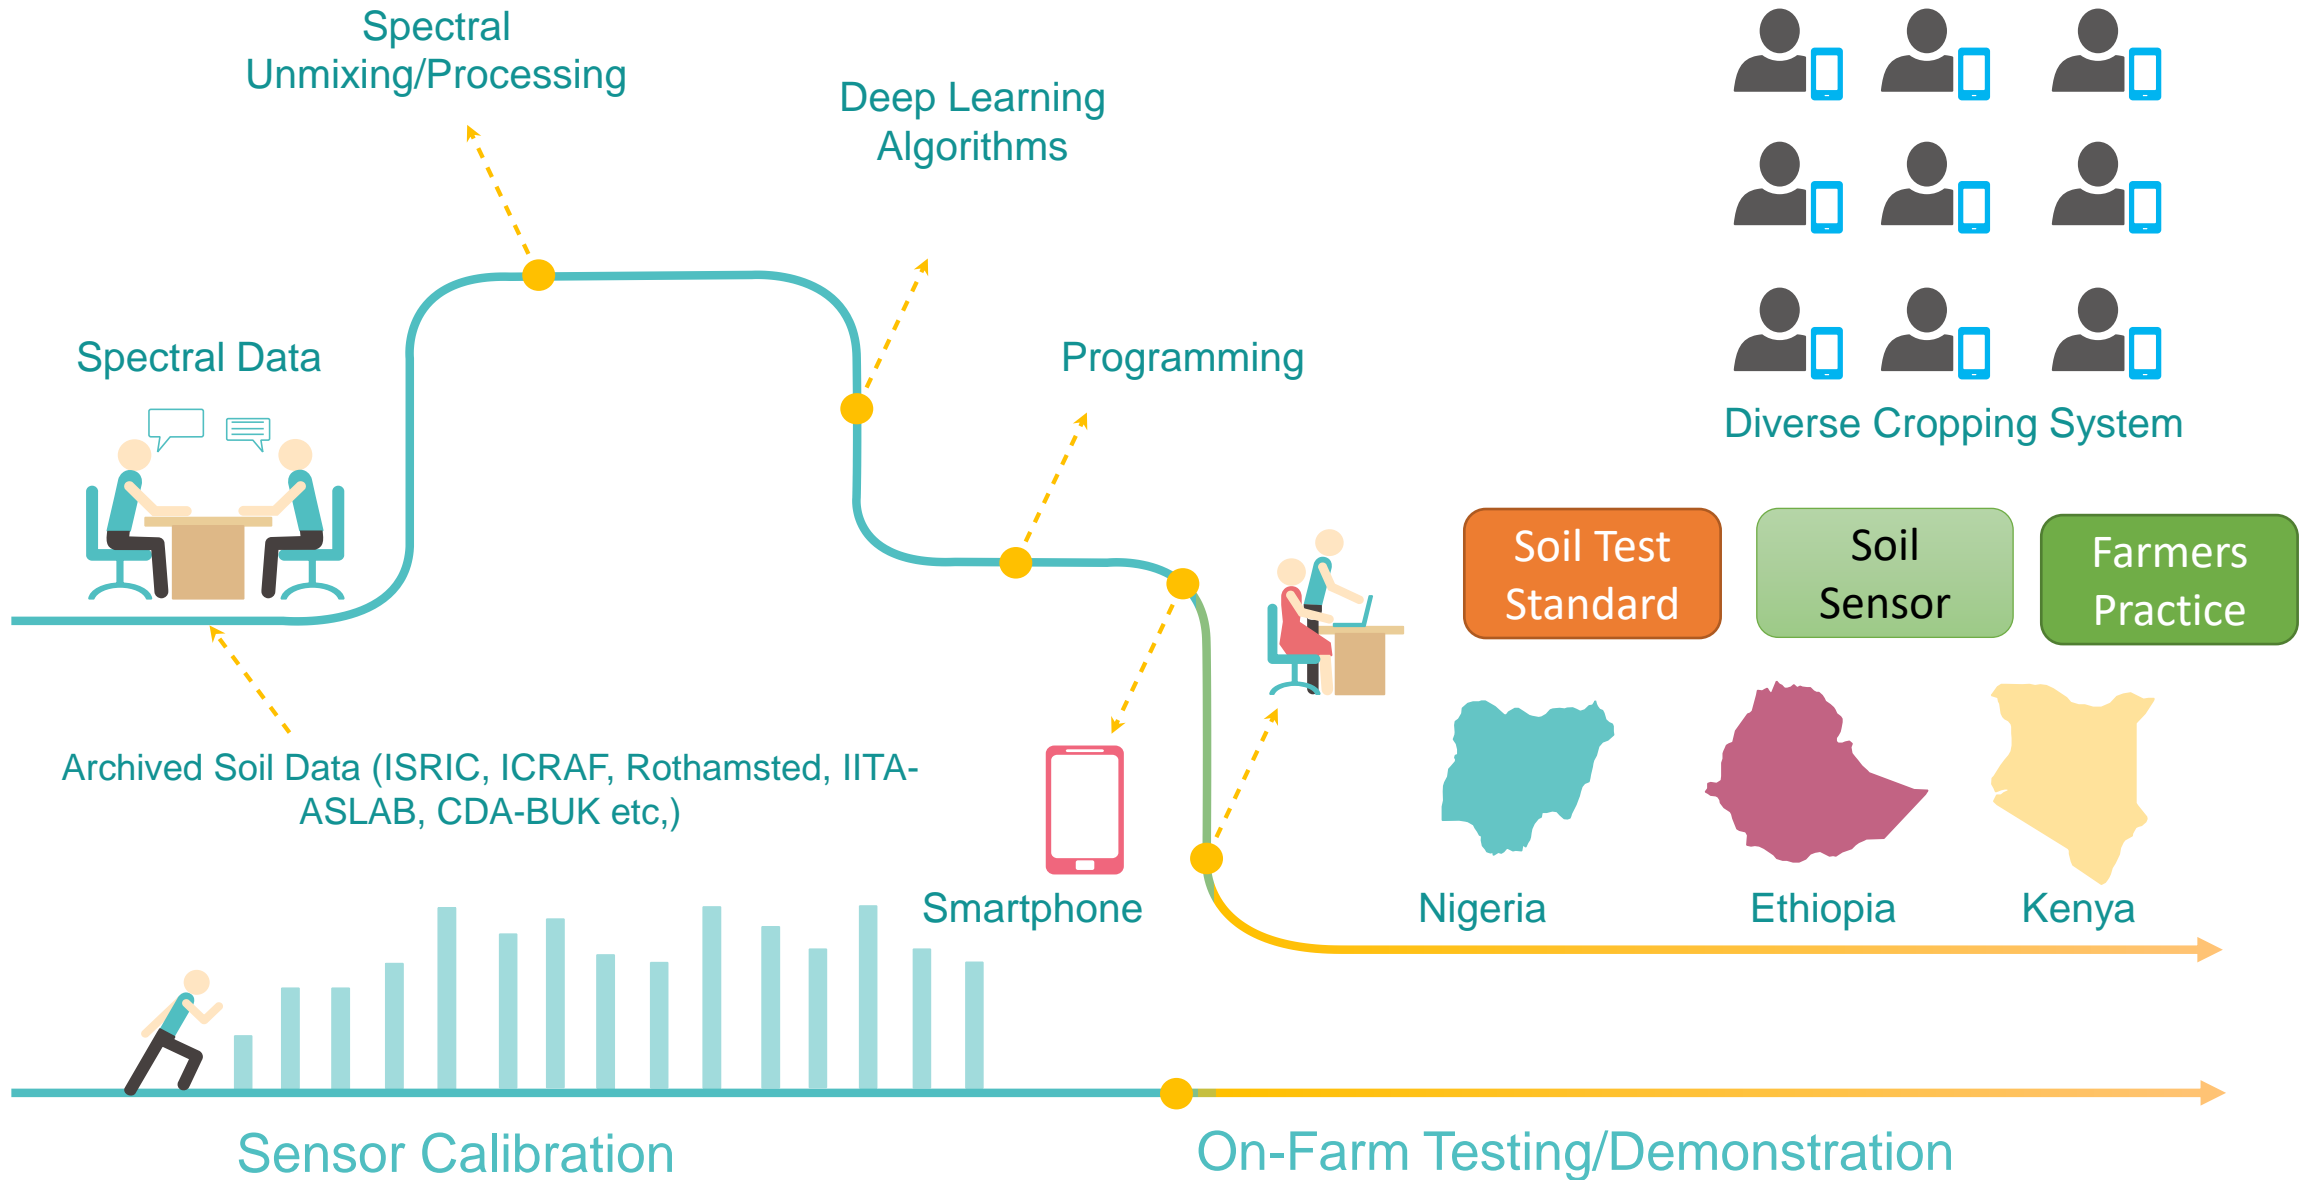 Spectral
Unmixing/Processing
Deep Learning
Algorithms
Spectral Data
Programming
Diverse Cropping System
Soil Test
Standard
Soil
Sensor
Farmers
Practice
Archived Soil Data (ISRIC, ICRAF, Rothamsted, IITA-
ASLAB, CDA-BUK etc,)
Smartphone
Nigeria
Ethiopia
Kenya
Sensor Calibration
On-Farm Testing/Demonstration